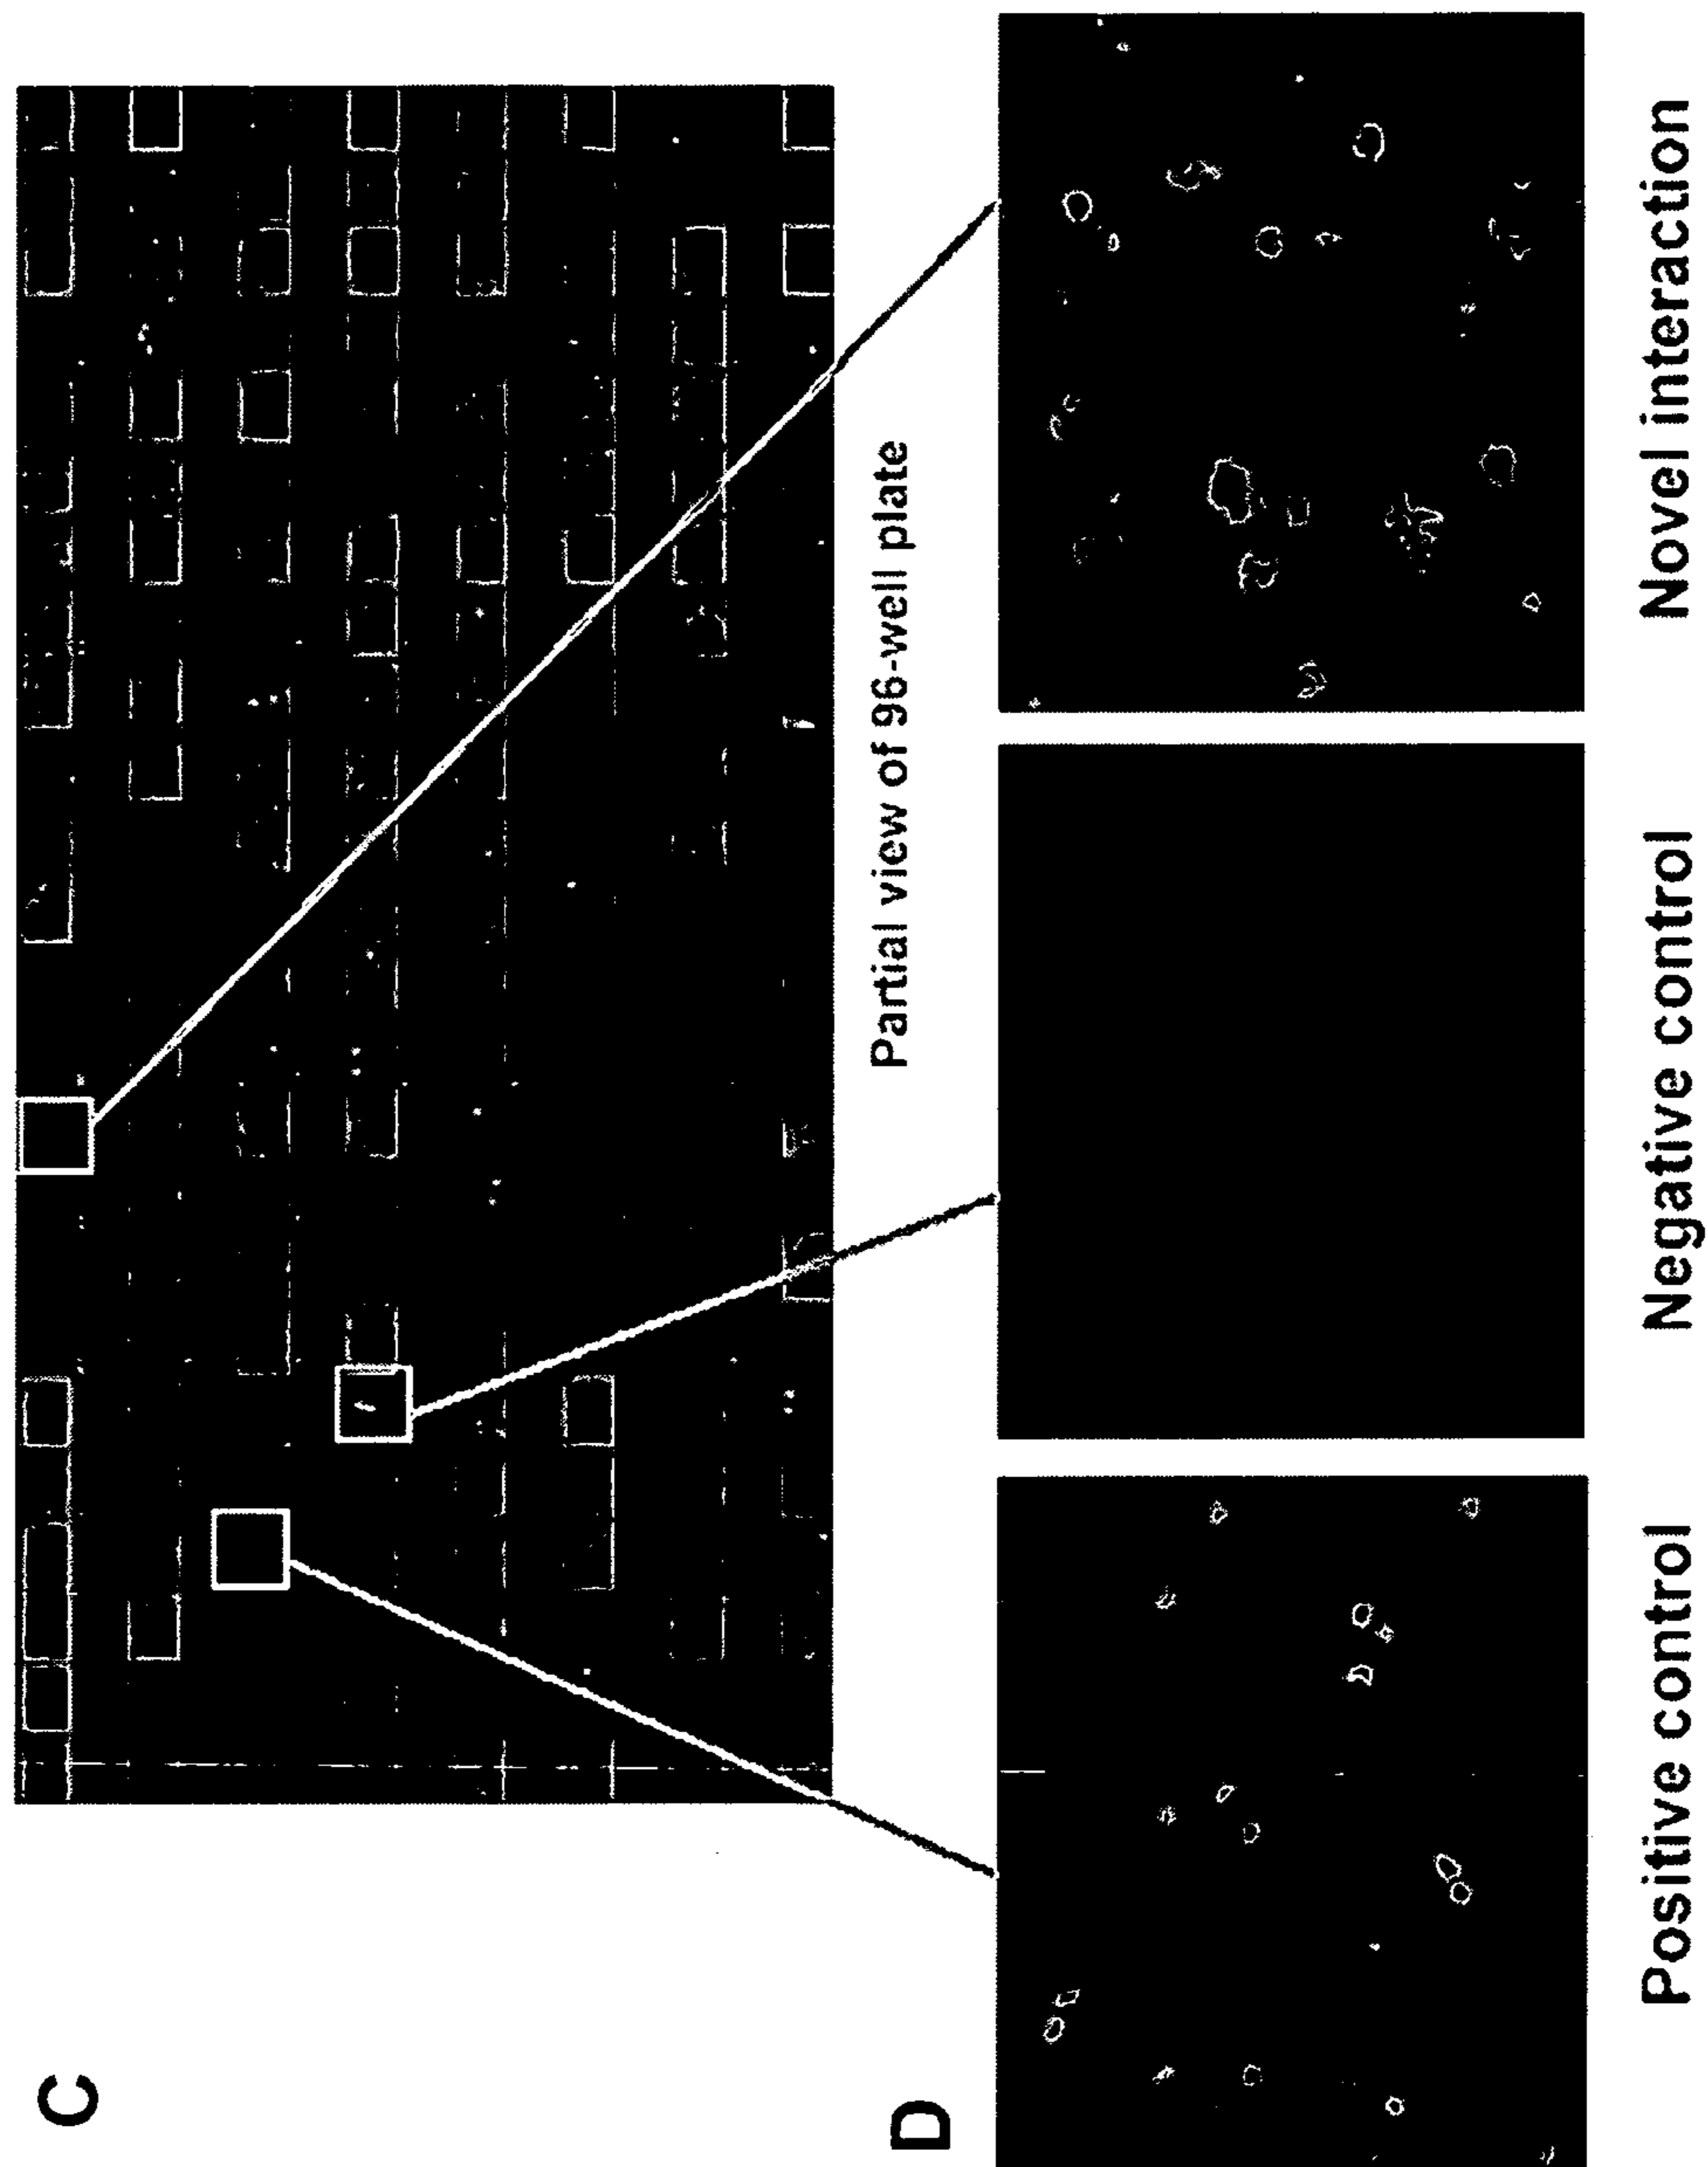 C
Partial view of 96-well plate
D
Positive control
Negative control
Novel interaction